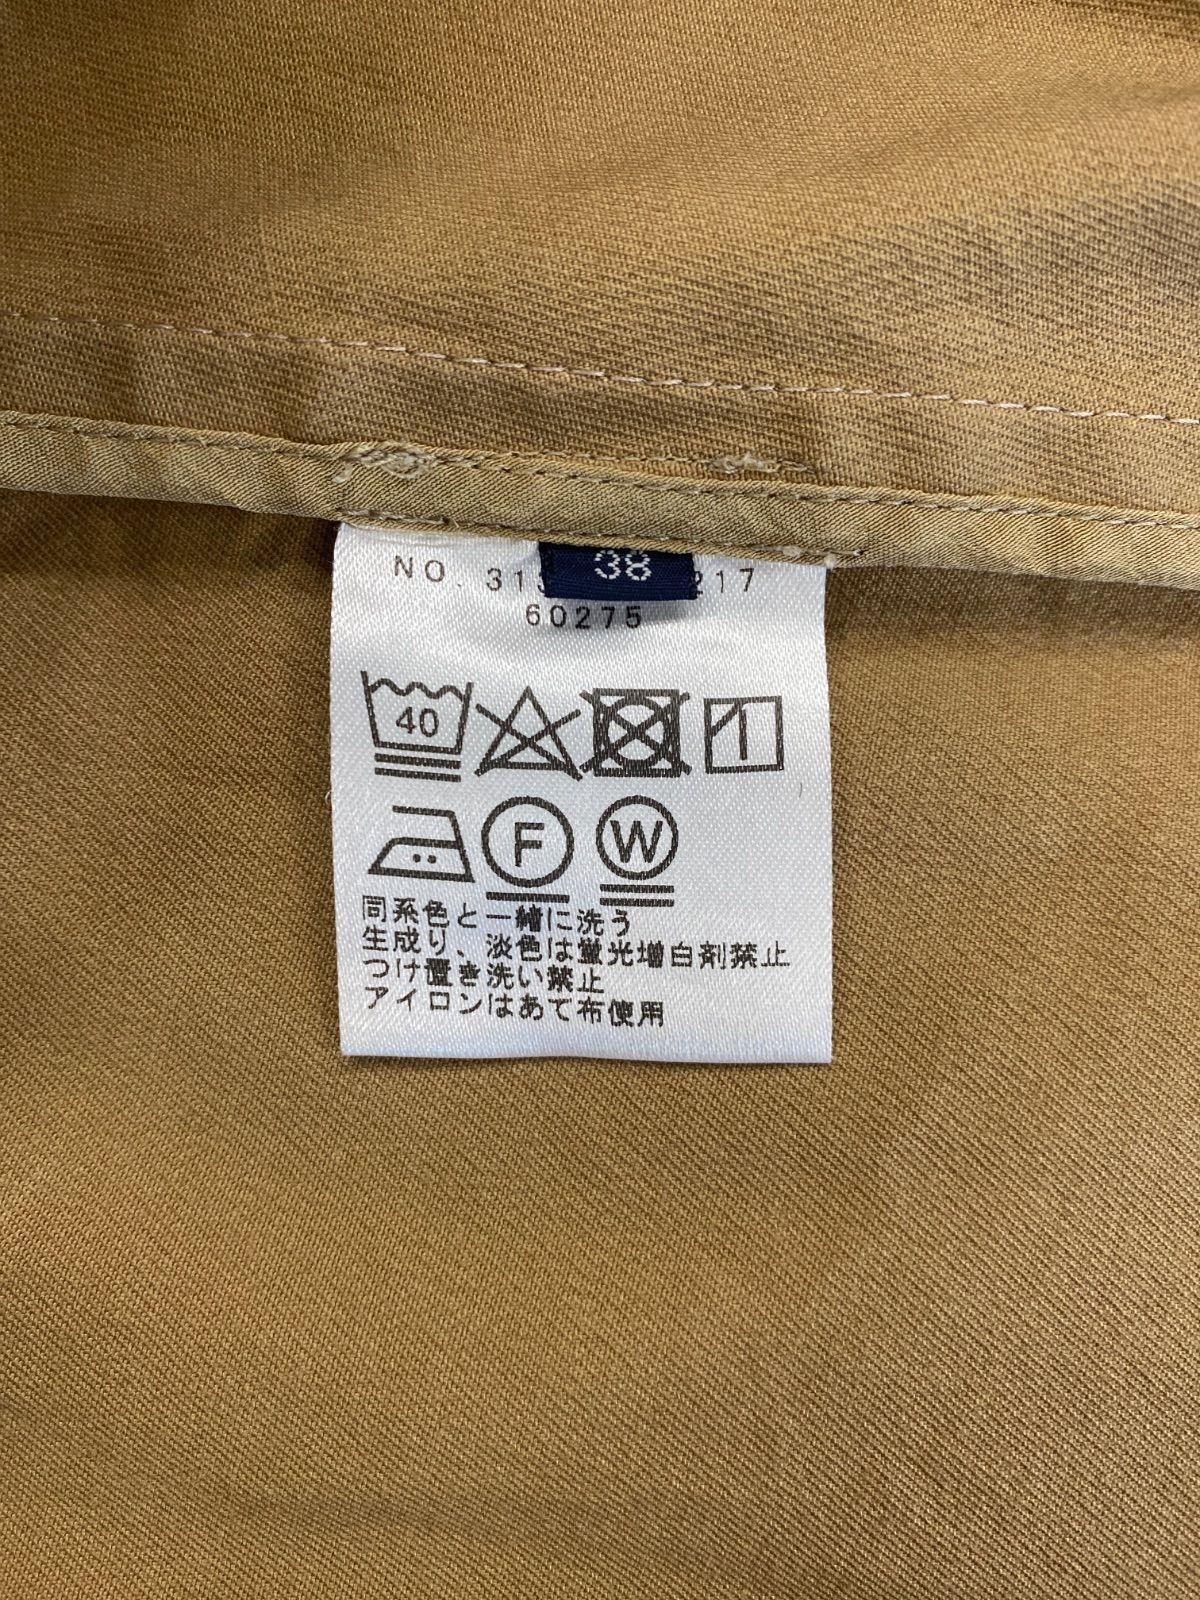 38
NO. 31 217
60275
40
F W
同系色と一緒に洗う
生成り、淡色は蛍光増白剤禁止
つけ置き洗い禁止
アイロンはあて布使用